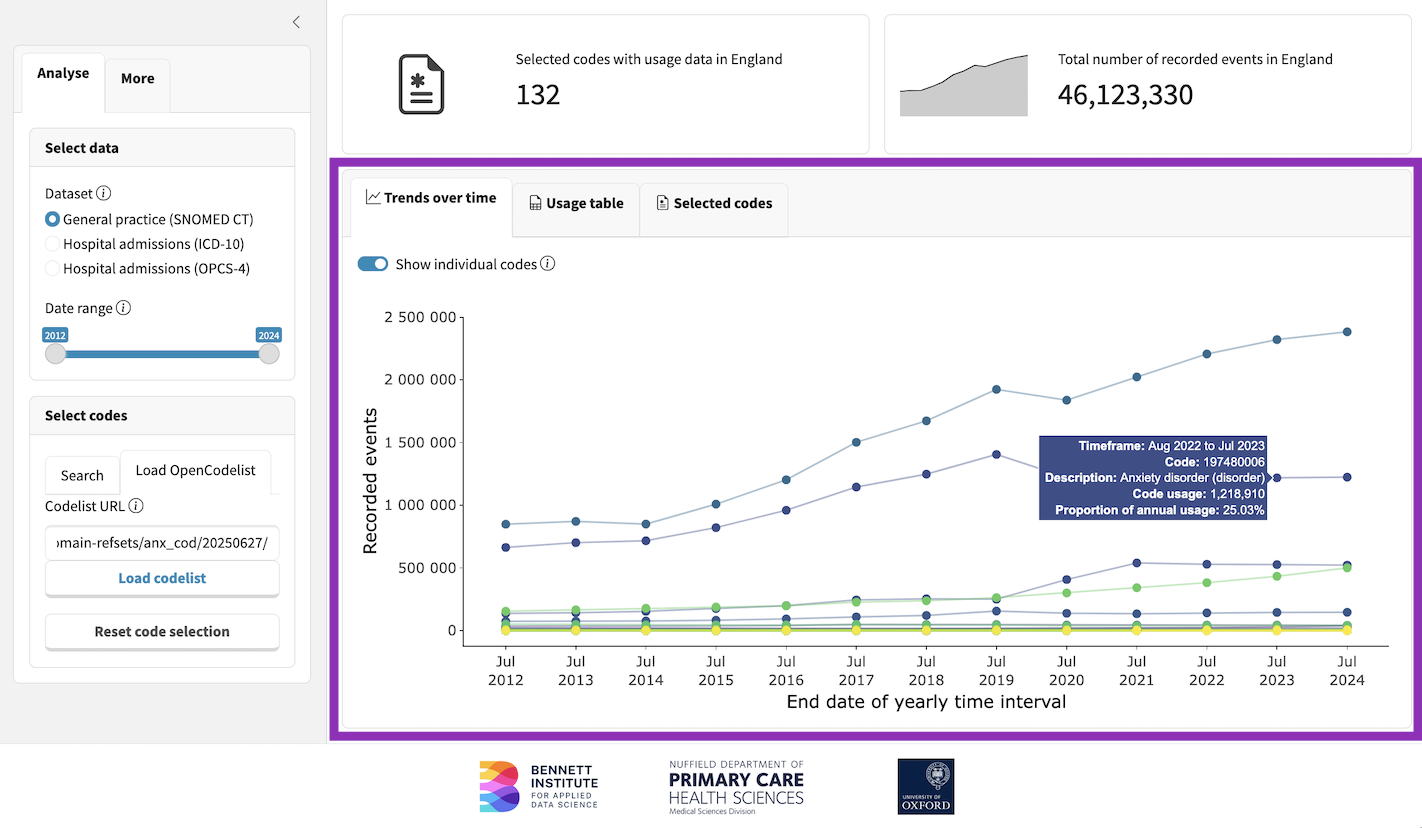 Analyse
More
Select data
Dataset
General practice (SNOMED CT)
Hospital admissions (ICD-10)
Hospital admissions (OPCS-4)
Date range
2012 2024
Select codes
Search
Load OpenCodelist
Codelist URL
omain-refsets/anx_cod/20250627/
Load codelist
Reset code selection
Selected codes with usage data in England
132
Total number of recorded events in England
46,123,330
Trends over time
Usage table
Selected codes
Show individual codes
Recorded events
2 500 000
2 000 000
1 500 000
1 000 000
500 000
0
Timeframe: Aug 2022 to Jul 2023
Code: 197480006
Description: Anxiety disorder (disorder)
Code usage: 1,218,910
Proportion of annual usage: 25.03%
Jul Jul Jul Jul Jul Jul Jul Jul Jul Jul Jul Jul Jul
2012 2013 2014 2015 2016 2017 2018 2019 2020 2021 2022 2023 2024
End date of yearly time interval
BENNETT
INSTITUTE
FOR APPLIED
DATA SCIENCE
NUFFIELD DEPARTMENT OF
PRIMARY CARE
HEALTH SCIENCES
Medical Sciences Division
UNIVERSITY OF
OXFORD